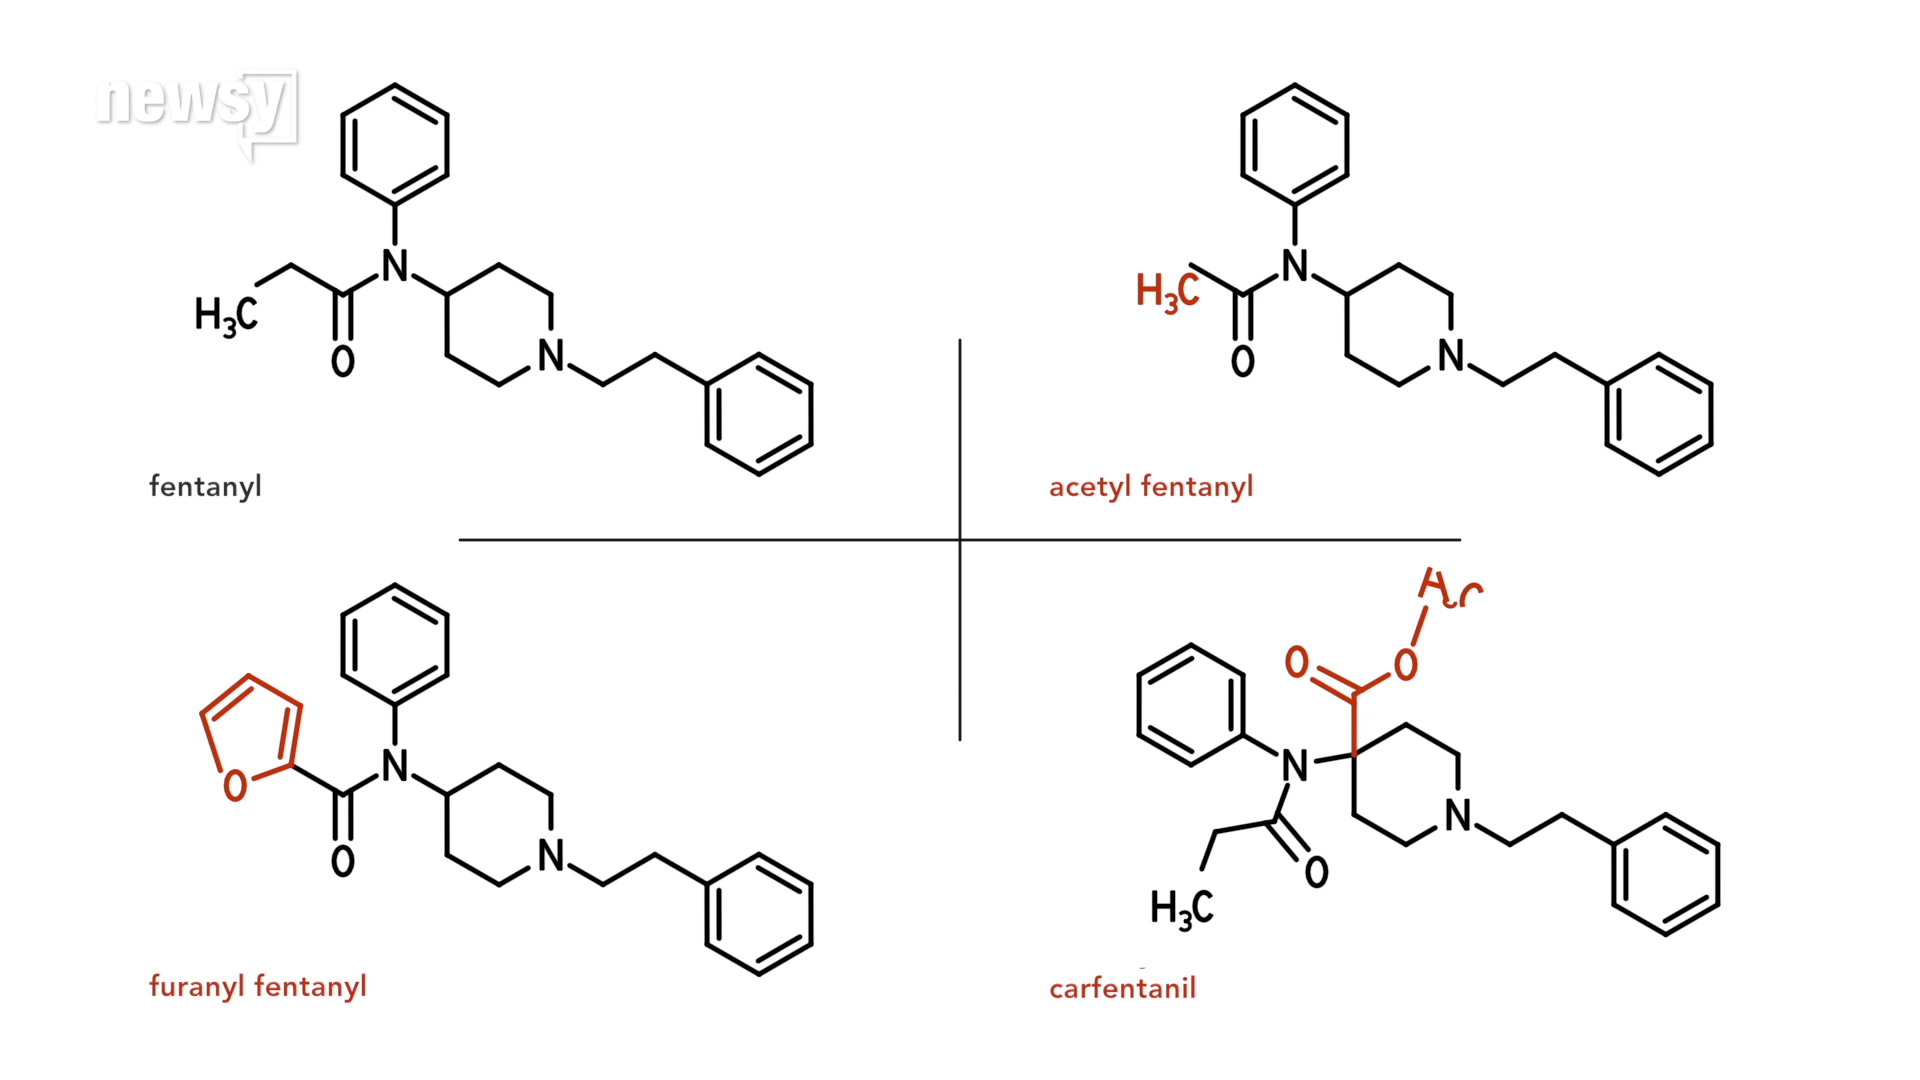 newsy
N
H3C
O
N
fentanyl
N
H3C
O
N
acetyl fentanyl
O
N
O
N
furanyl fentanyl
O
O
N
N
O
H3C
carfentanil